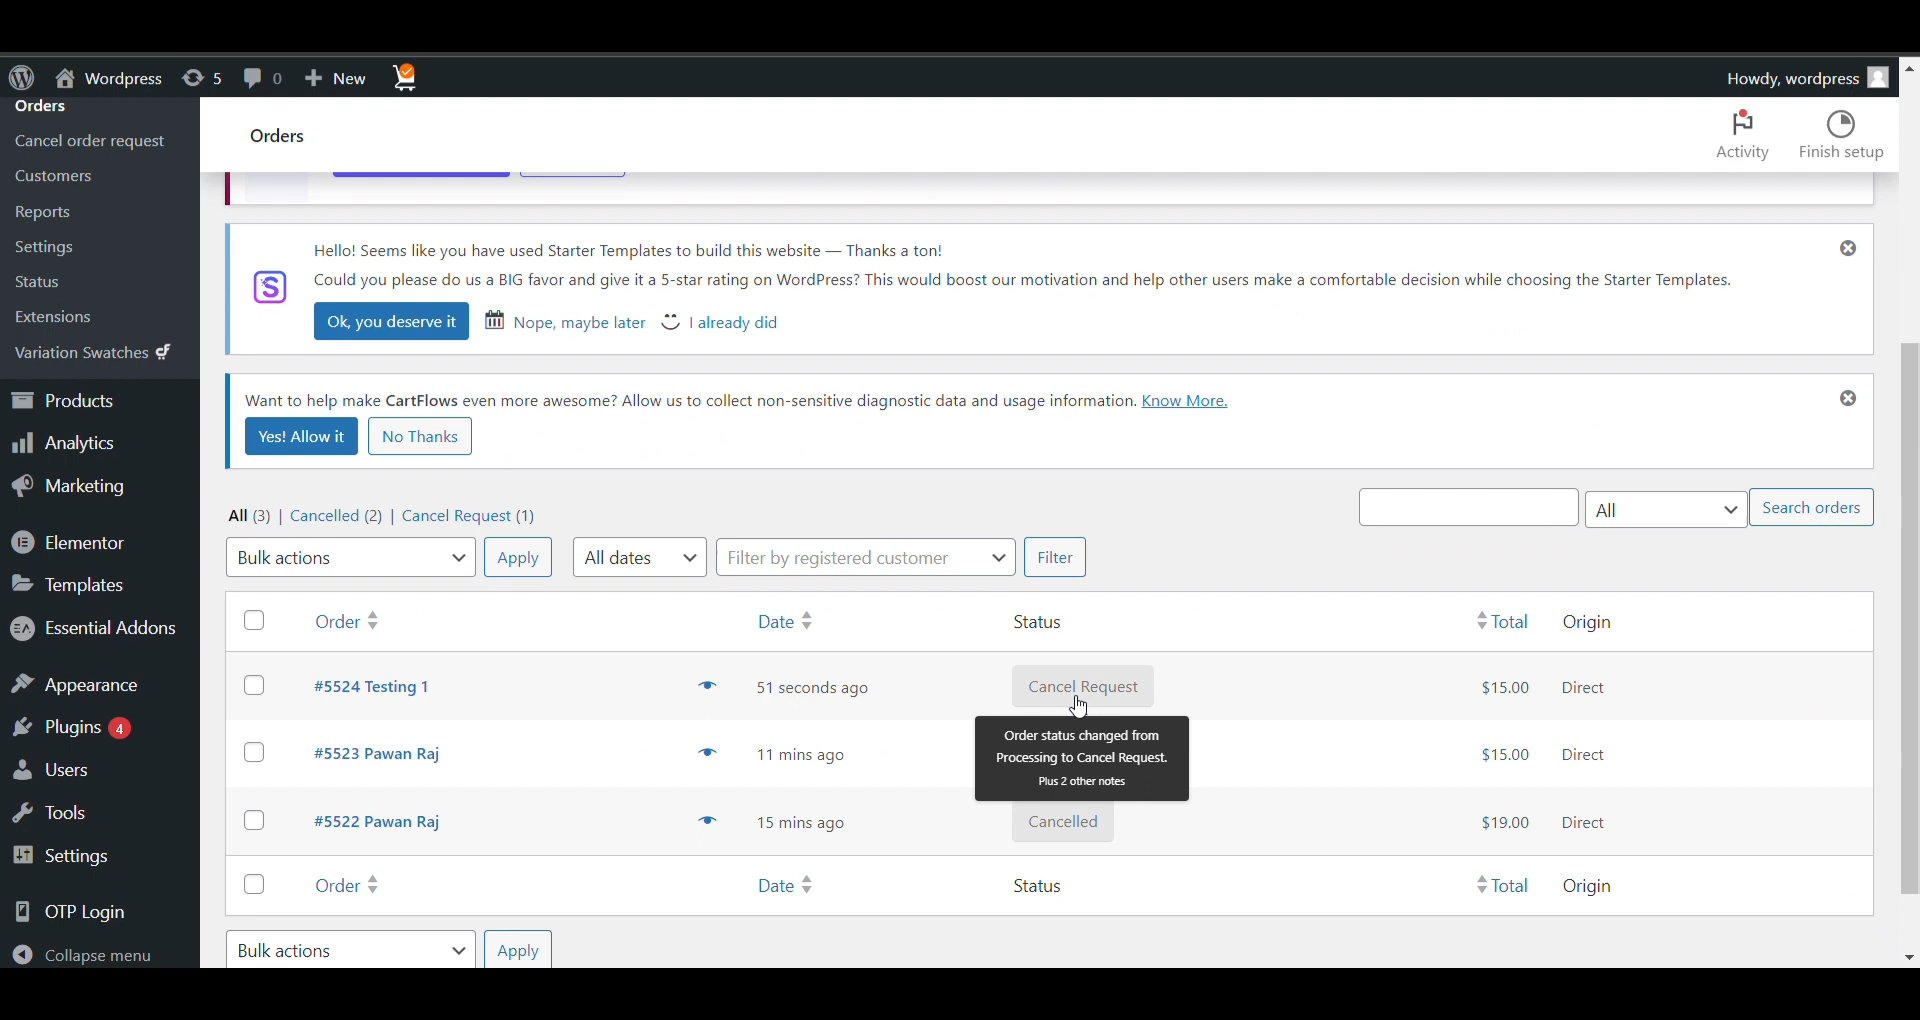 Wordpress 5 0 New Howdy, wordpress
Orders
Cancel order request
Customers
Reports
Settings
Status
Extensions
Variation Swatches
Products
Analytics
Marketing
Elementor
Templates
Essential Addons
Appearance
Plugins 4
Users
Tools
Settings
OTP Login
Collapse menu
Orders
Activity
Finish setup
Hello! Seems like you have used Starter Templates to build this website — Thanks a ton!
Could you please do us a BIG favor and give it a 5-star rating on WordPress? This would boost our motivation and help other users make a comfortable decision while choosing the Starter Templates.
Ok, you deserve it Nope, maybe later I already did
Want to help make CartFlows even more awesome? Allow us to collect non-sensitive diagnostic data and usage information. Know More.
Yes! Allow it No Thanks
All (3) | Cancelled (2) | Cancel Request (1)
All Search orders
Bulk actions Apply All dates Filter by registered customer Filter
Order Date Status Total Origin
#5524 Testing 1 51 seconds ago Cancel Request $15.00 Direct
Order status changed from
Processing to Cancel Request.
Plus 2 other notes
#5523 Pawan Raj 11 mins ago $15.00 Direct
#5522 Pawan Raj 15 mins ago Cancelled $19.00 Direct
Order Date Status Total Origin
Bulk actions Apply